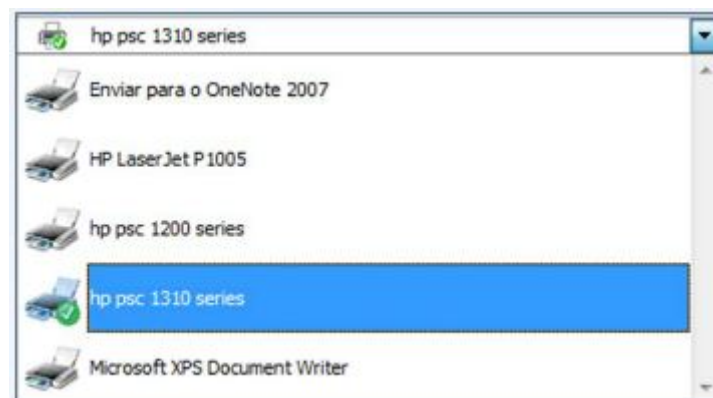 hp psc 1310 series
Enviar para o OneNote 2007
HP LaserJet P1005
hp psc 1200 series
hp psc 1310 series
Microsoft XPS Document Writer